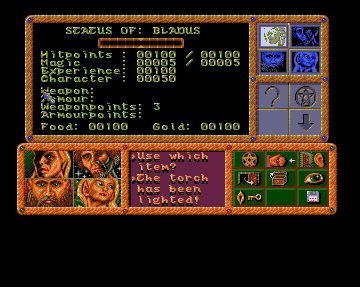 STATUS OF: BLADUS
Hitpoints : 00100 / 00100
Magic : 00005 / 00005
Experience: 00100
Character : 00050
Weapon:
Armour:
Weaponpoints: 3
Armourpoints:
Food: 00100 Gold: 00100
>Use which
item?
>The torch
has been
lighted!